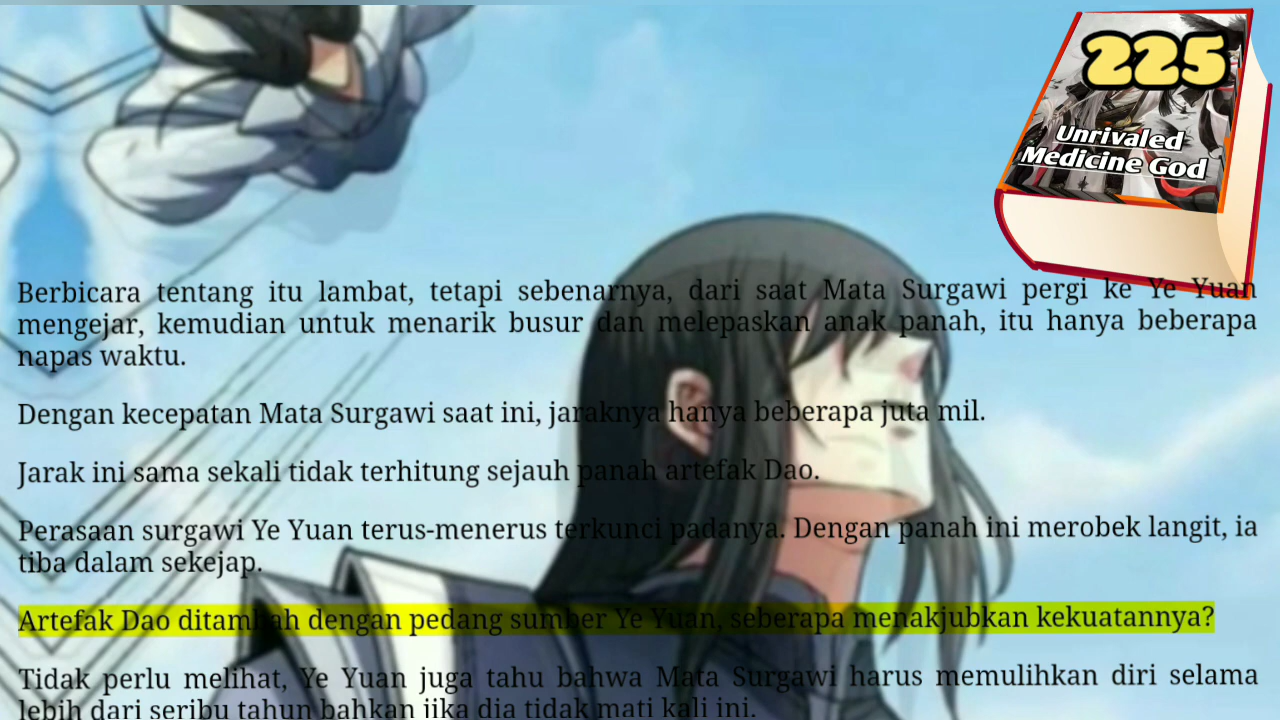 225
Unrivaled
Medicine God
Berbicara tentang itu lambat, tetapi sebenarnya, dari saat Mata Surgawi pergi ke Ye Yuan
mengejar, kemudian untuk menarik busur dan melepaskan anak panah, itu hanya beberapa
napas waktu.
Dengan kecepatan Mata Surgawi saat ini, jaraknya hanya beberapa juta mil.
Jarak ini sama sekali tidak terhitung sejauh panah artefak Dao.
Perasaan surgawi Ye Yuan terus-menerus terkunci padanya. Dengan panah ini merobek langit, ia
tiba dalam sekejap.
Artefak Dao ditambah dengan pedang sumber Ye Yuan, seberapa menakjubkan kekuatannya?
Tidak perlu melihat, Ye Yuan juga tahu bahwa Mata Surgawi harus memulihkan diri selama
lebih dari seribu tahun bahkan jika dia tidak mati kali ini.